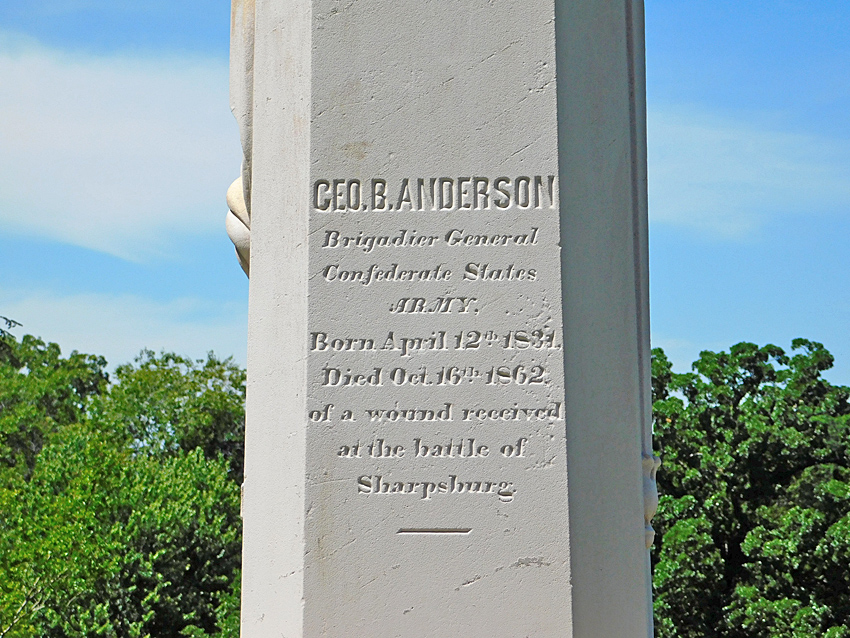 GEO. B. ANDERSON
Brigadier General
Confederate States
ARMY.
Born April 12th 1831.
Died Oct. 16th 1862
of a wound received
at the battle of
Sharpsburg.